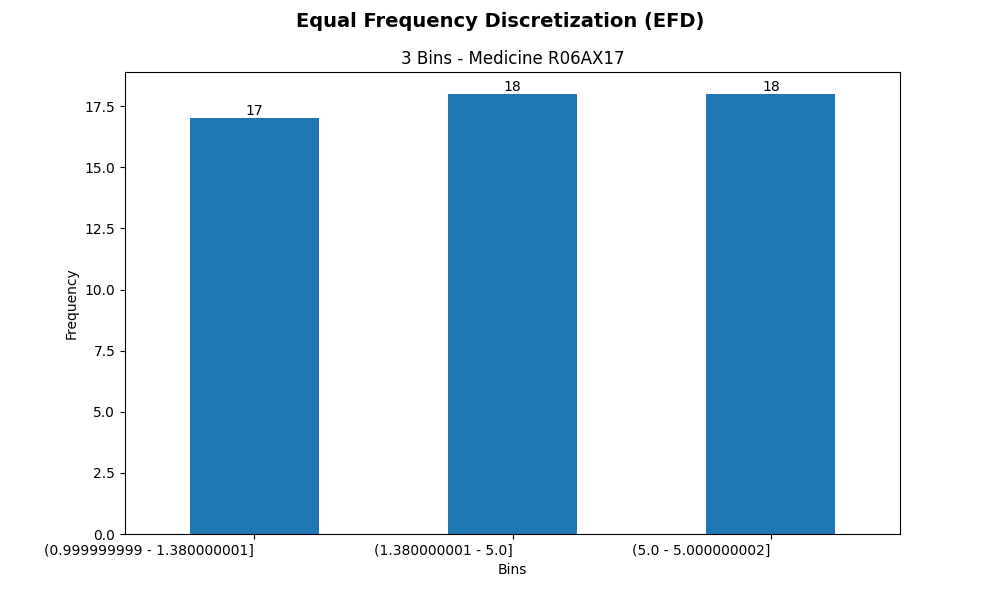 Equal Frequency Discretization (EFD)
3 Bins - Medicine R06AX17
17
18
18
17.5
15.0
12.5
10.0
7.5
5.0
2.5
0.0
Frequency
(0.999999999 - 1.380000001]
(1.380000001 - 5.0]
(5.0 - 5.000000002]
Bins